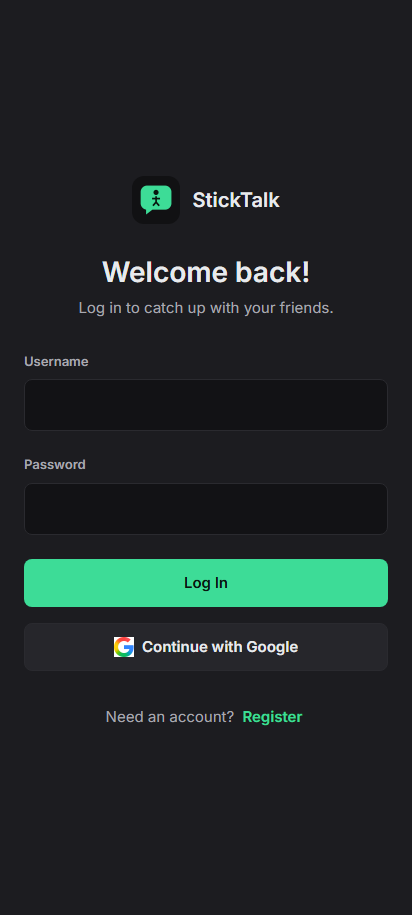 StickTalk
Welcome back!
Log in to catch up with your friends.
Username
Password
Log In
Continue with Google
Need an account? Register